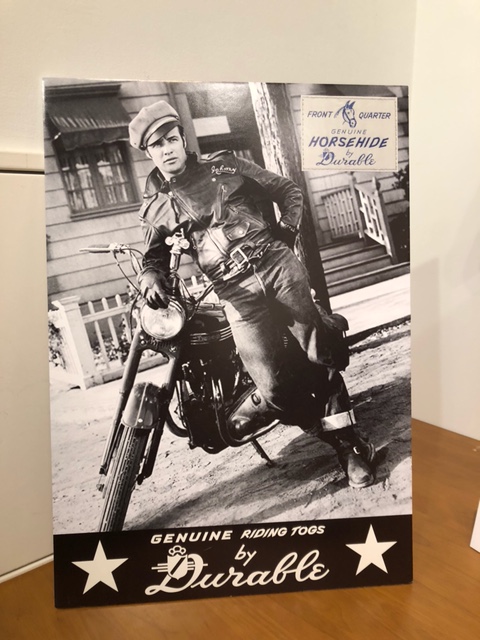 FRONT QUARTER
GENUINE
HORSEHIDE
by
Durable
Johnny
GENUINE RIDING TOGS
by
Durable